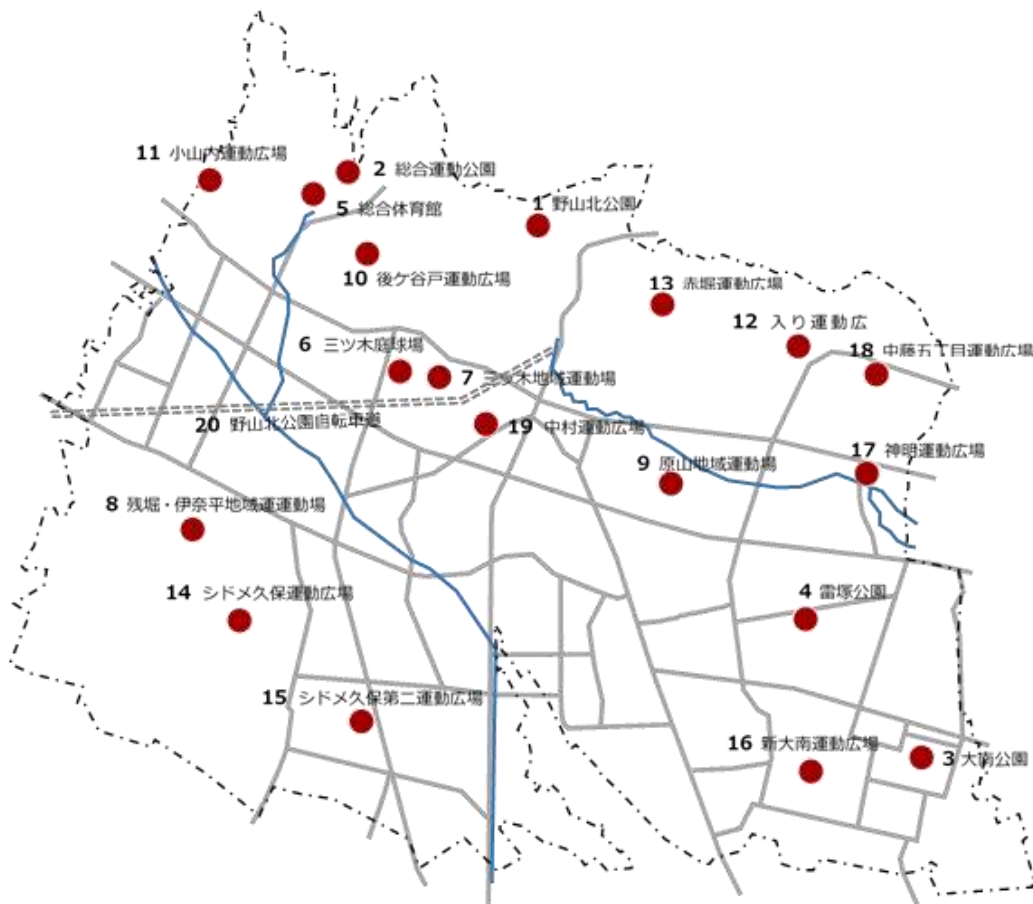 11 小山内運動広場
2 総合運動公園
5 総合体育館
1 野山北公園
10 後ケ谷戸運動広場
13 赤堀運動広場
12 入り運動広
6 三ツ木庭球場
18 中藤五丁目運動広場
7 三ツ木地域運動場
20 野山北公園自転車道
19 中村運動広場
9 原山地域運動場
17 神明運動広場
8 残堀・伊奈平地域運運動場
14 シドメ久保運動広場
4 雷塚公園
15 シドメ久保第二運動広場
16 新大南運動広場
3 大南公園